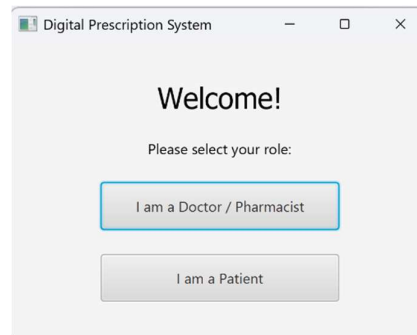 Digital Prescription System
Welcome!
Please select your role:
I am a Doctor / Pharmacist
I am a Patient